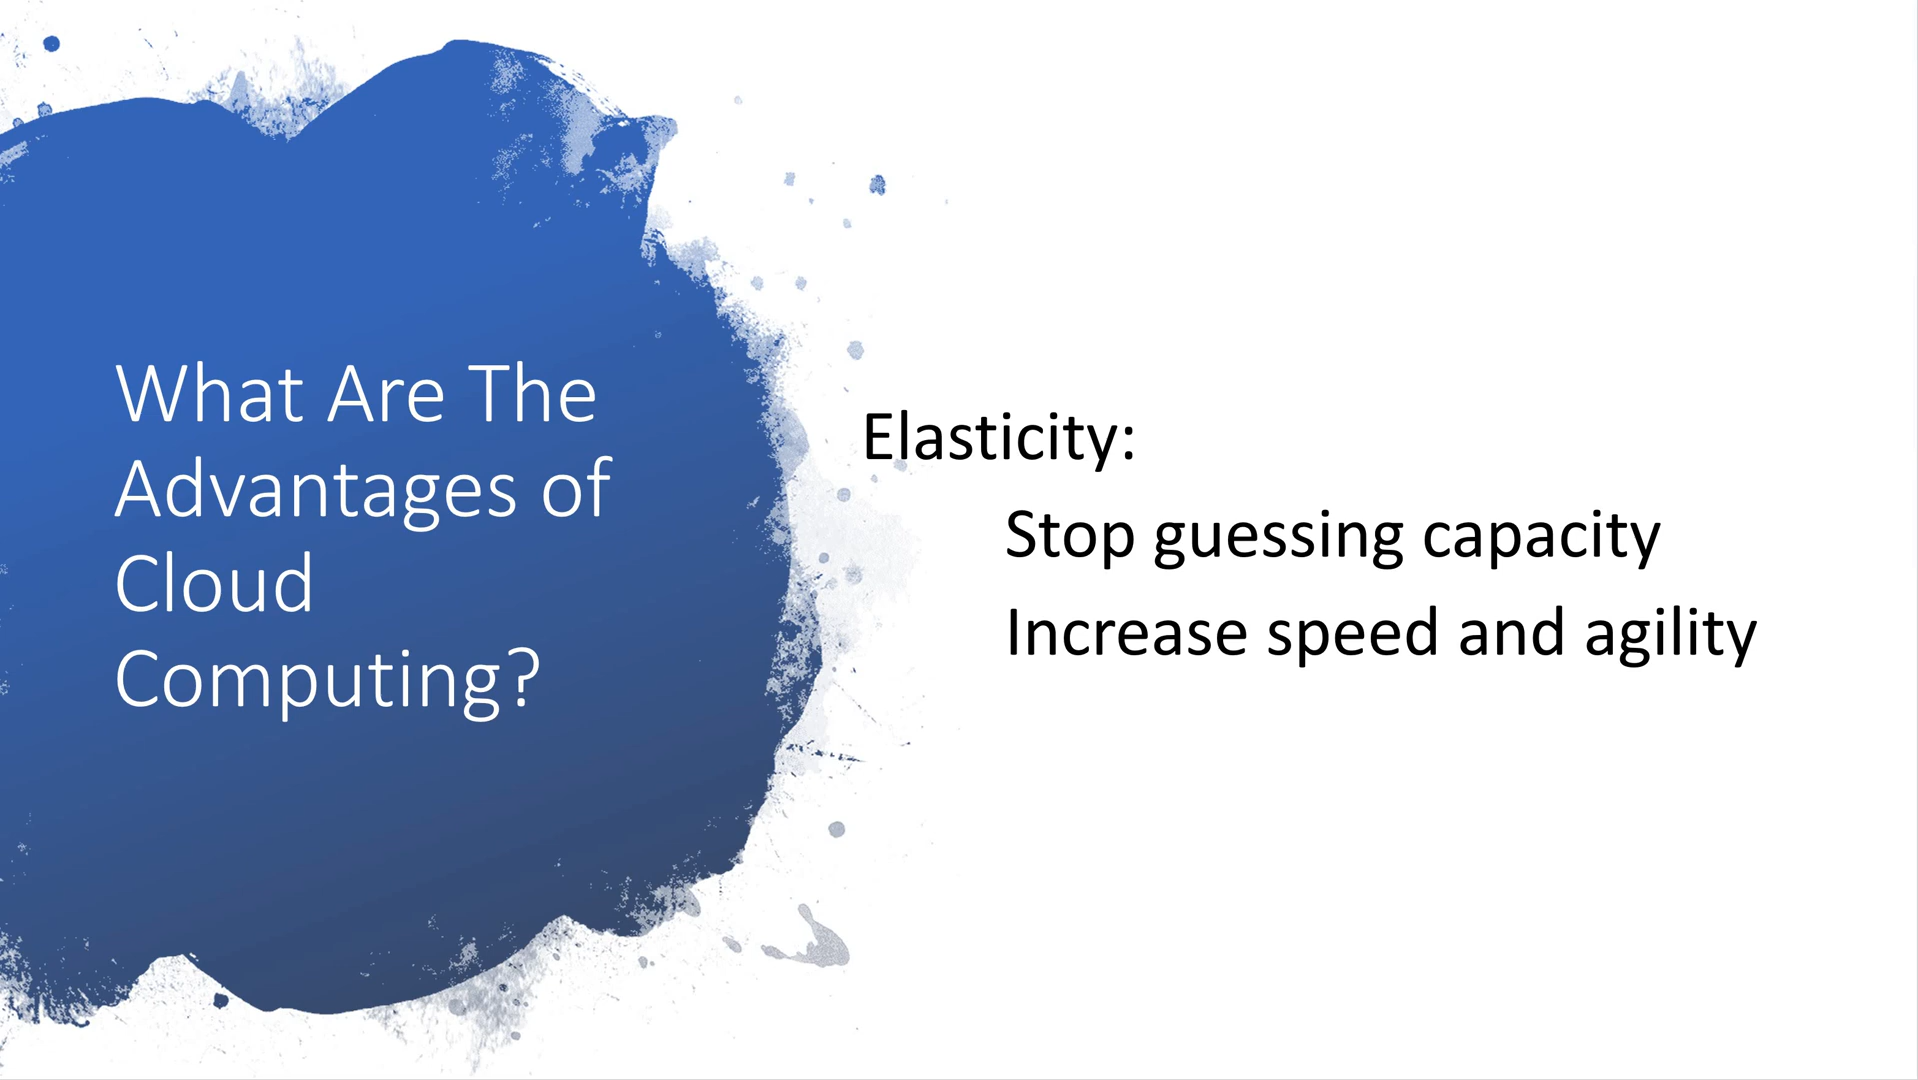 What Are The
Advantages of
Cloud
Computing?
Elasticity:
Stop guessing capacity
Increase speed and agility